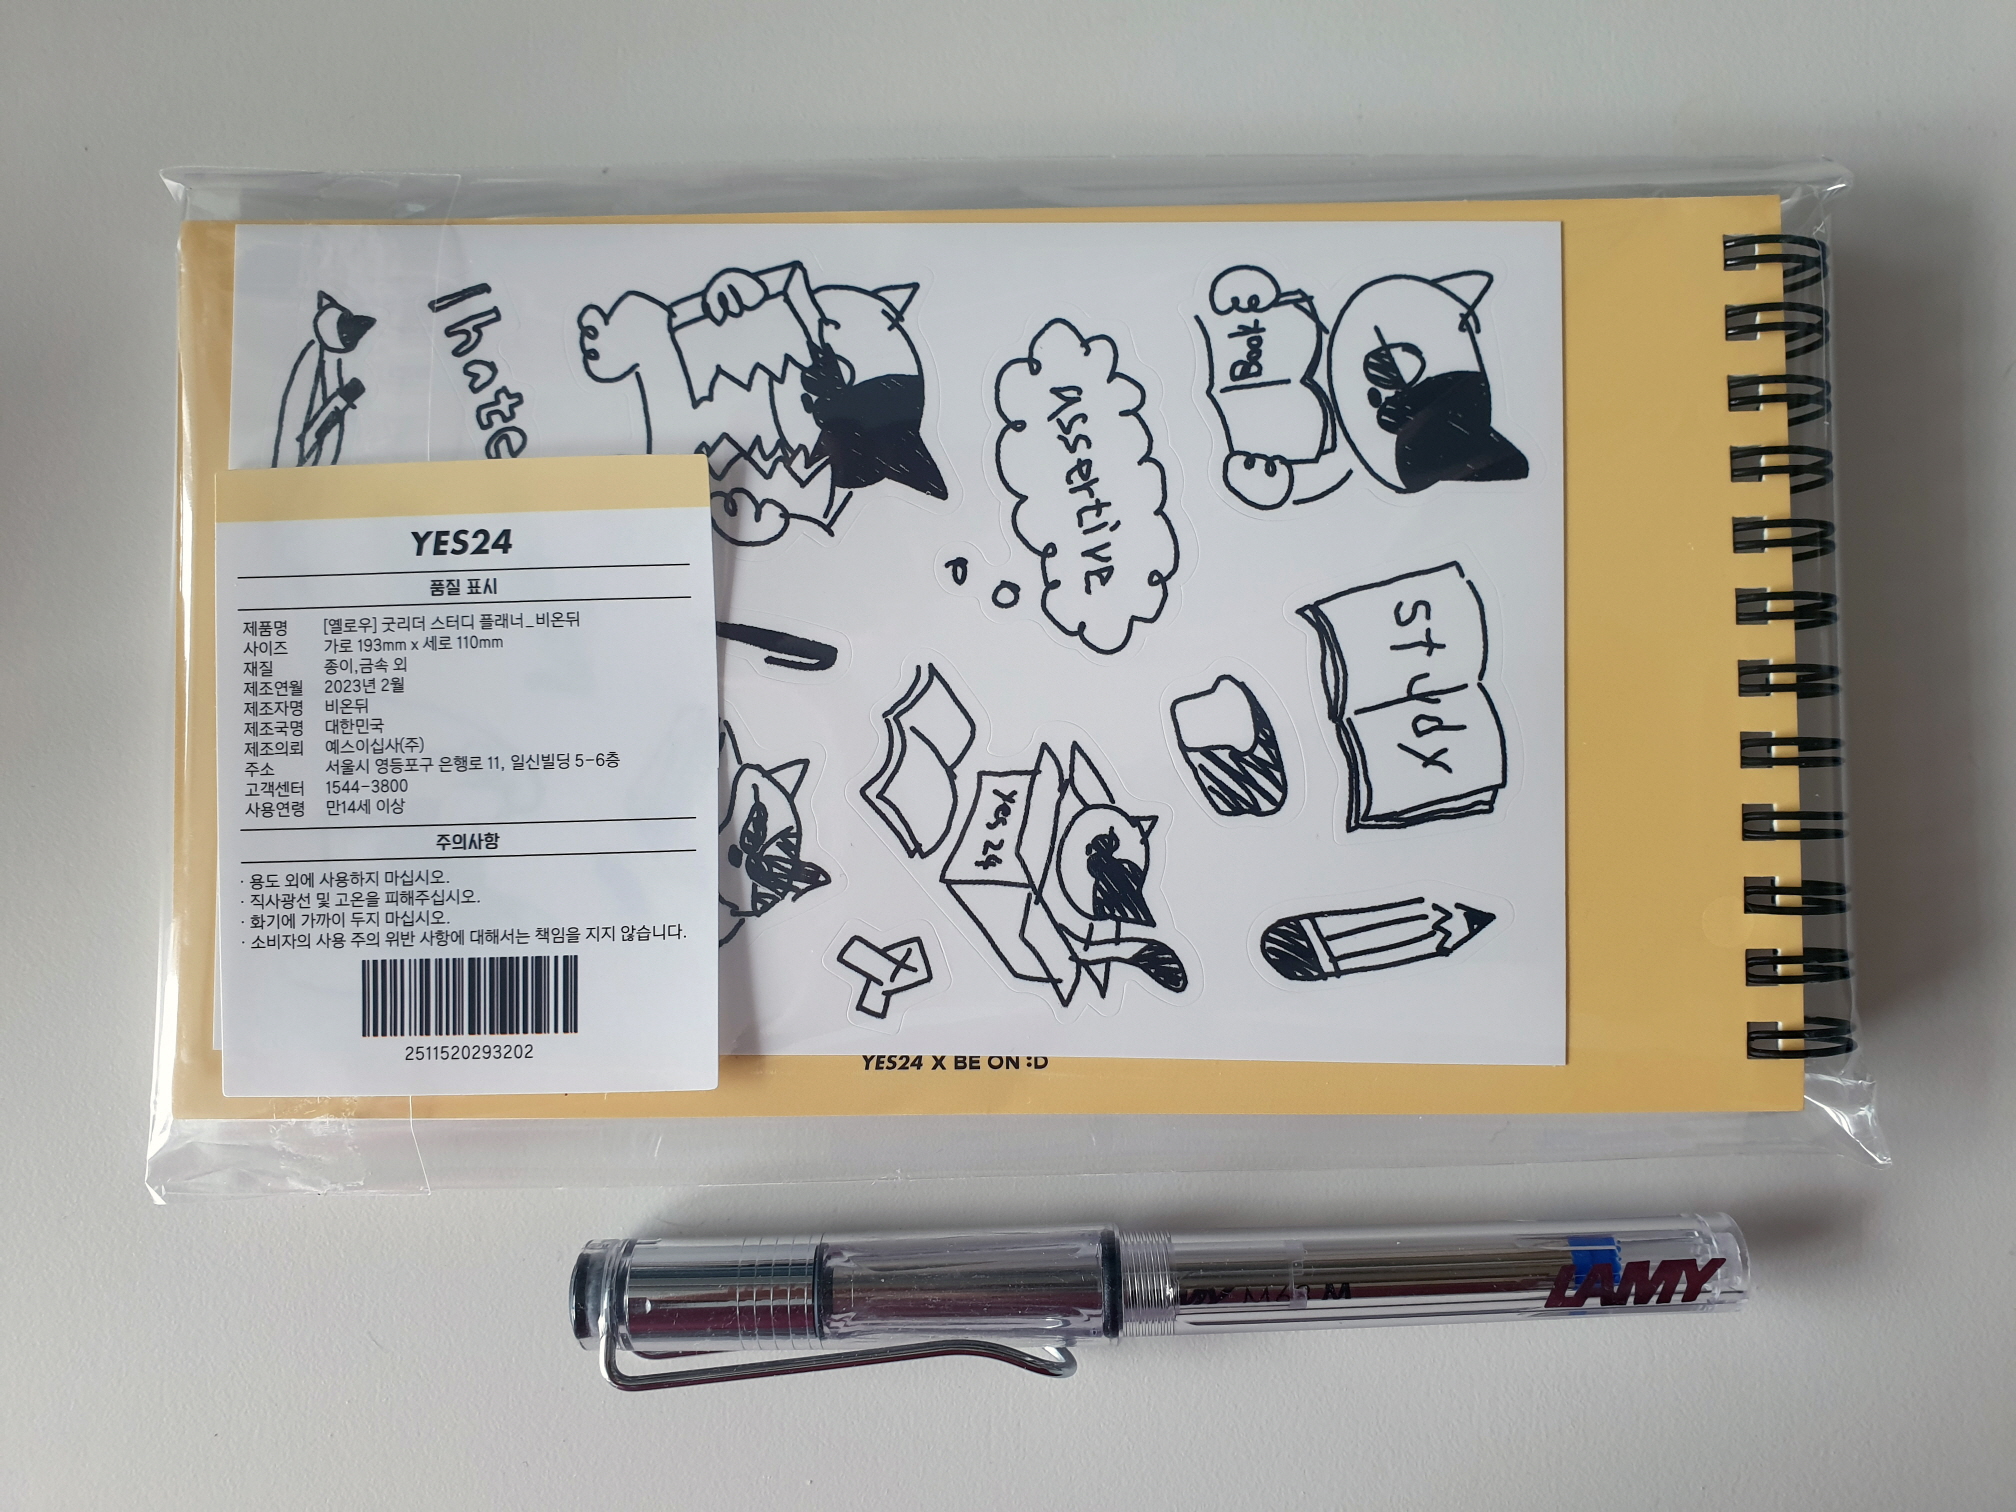 I hate
Book
Assertive
Study
Yes 24
YES24
품질 표시
제품명 [옐로우] 굿리더 스터디 플래너_비온뒤
사이즈 가로 193mm x 세로 110mm
재질 종이,금속 외
제조연월 2023년 2월
제조자명 비온뒤
제조국명 대한민국
제조의뢰 예스이십사(주)
주소 서울시 영등포구 은행로 11, 일신빌딩 5-6층
고객센터 1544-3800
사용연령 만14세 이상
주의사항
· 용도 외에 사용하지 마십시오.
· 직사광선 및 고온을 피해주십시오.
· 화기에 가까이 두지 마십시오.
· 소비자의 사용 주의 위반 사항에 대해서는 책임을 지지 않습니다.
2511520293202
YES24 X BE ON :D
LAMY